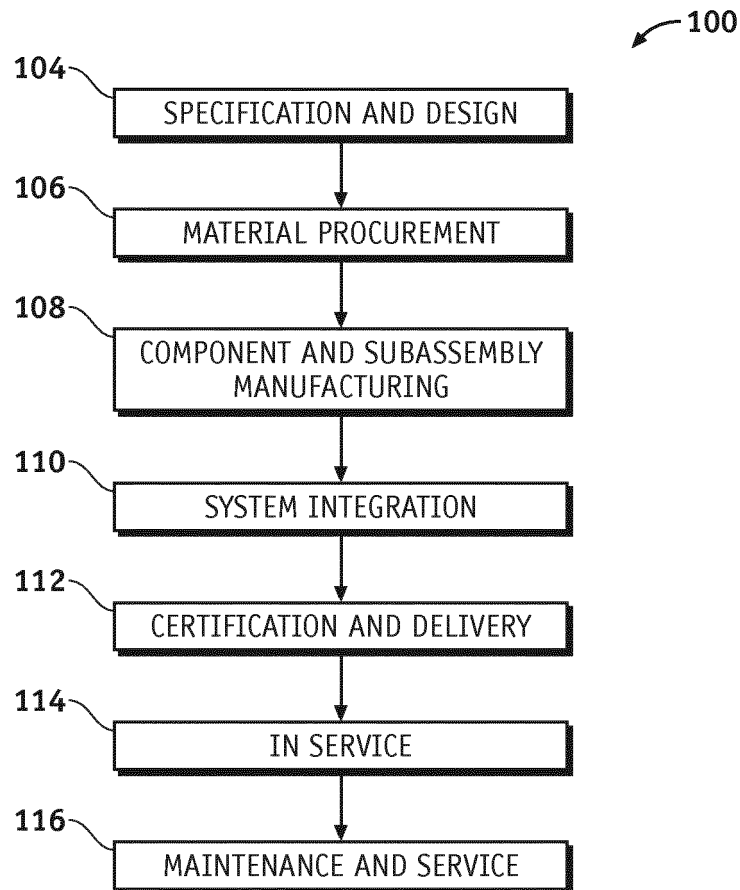 100
104
SPECIFICATION AND DESIGN
106
MATERIAL PROCUREMENT
108
COMPONENT AND SUBASSEMBLY
MANUFACTURING
110
SYSTEM INTEGRATION
112
CERTIFICATION AND DELIVERY
114
IN SERVICE
116
MAINTENANCE AND SERVICE